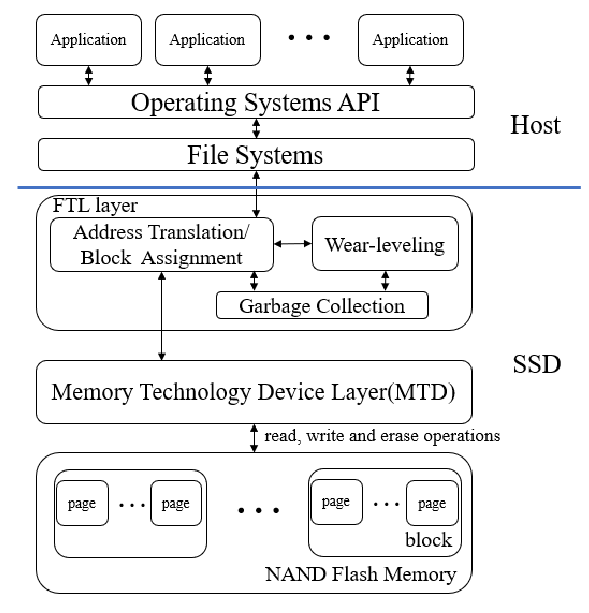 Application
Application
• • •
Application
Operating Systems API
Host
File Systems
FTL layer
Address Translation/
Block Assignment
Wear-leveling
Garbage Collection
SSD
Memory Technology Device Layer(MTD)
read, write and erase operations
page
• • •
page
• • •
page
• • •
page
block
NAND Flash Memory